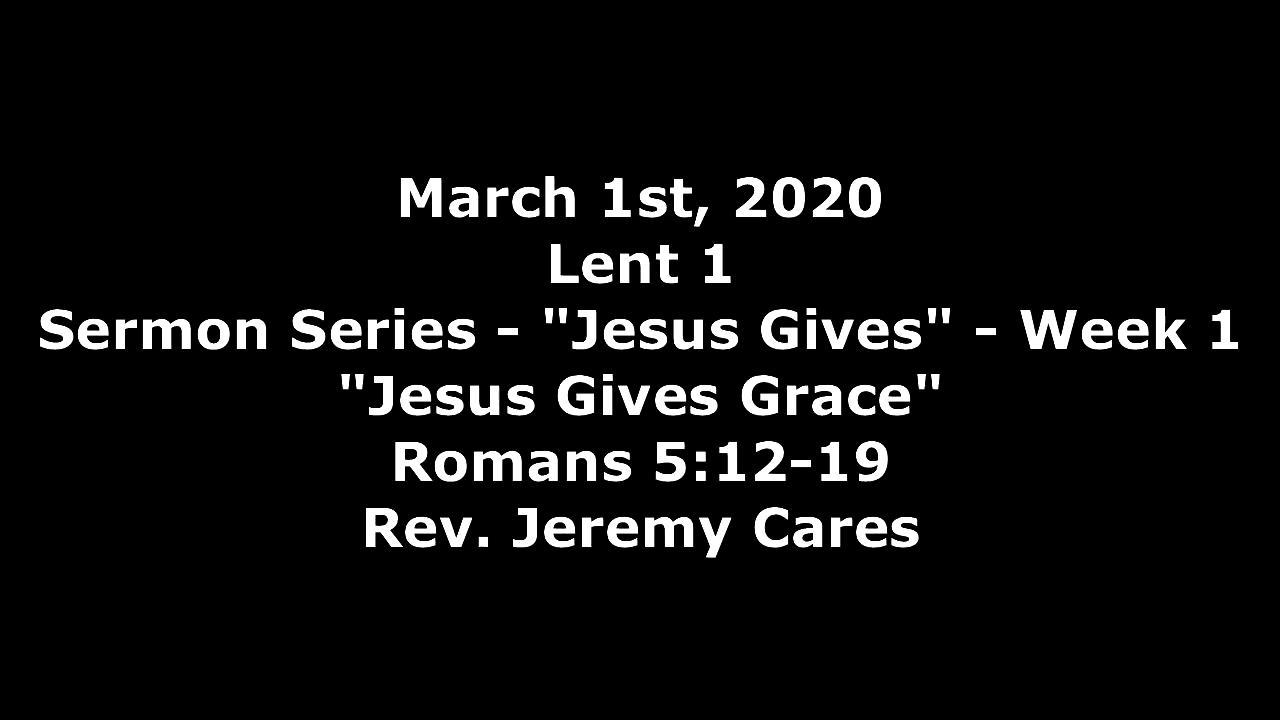 March 1st, 2020
Lent 1
Sermon Series - "Jesus Gives" - Week 1
"Jesus Gives Grace"
Romans 5:12-19
Rev. Jeremy Cares